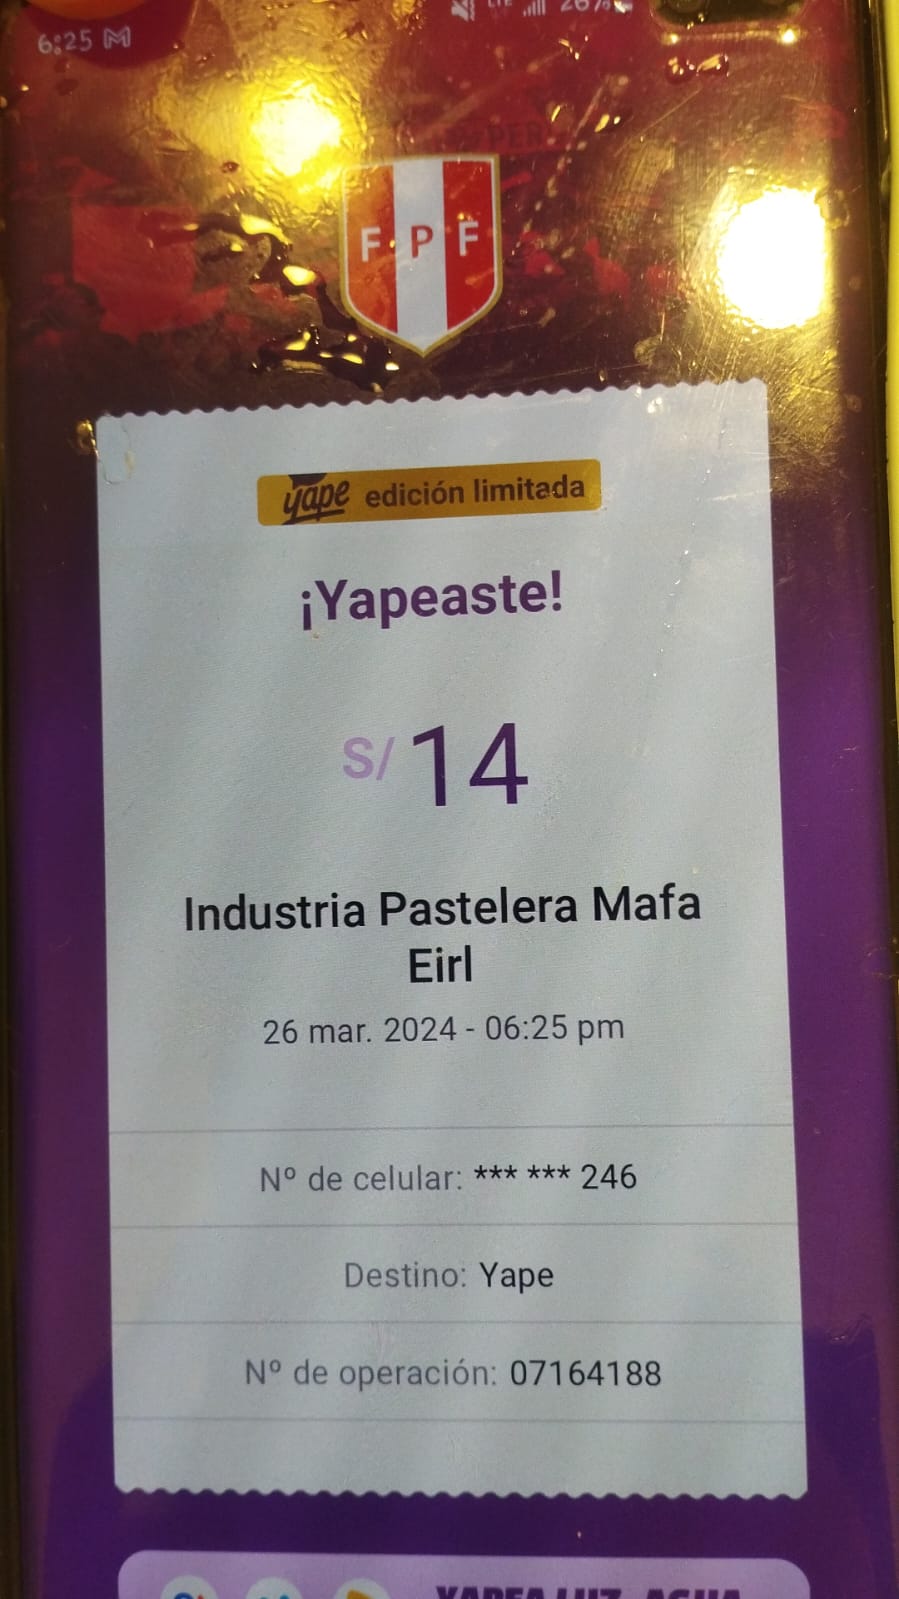 6:25
F P F
yape edición limitada
¡Yapeaste!
S/ 14
Industria Pastelera Mafa
Eirl
26 mar. 2024 - 06:25 pm
Nº de celular: *** *** 246
Destino: Yape
Nº de operación: 07164188